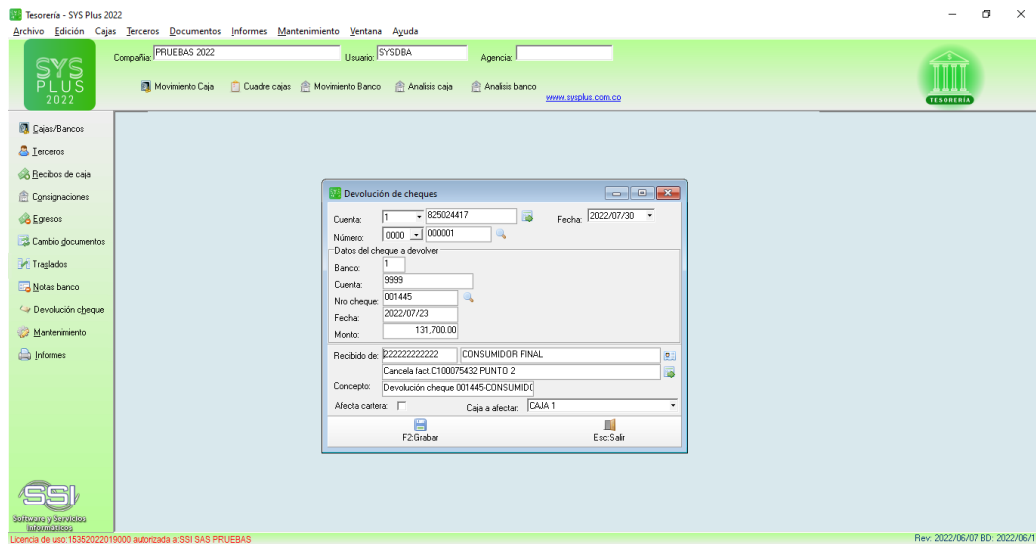 Tesorería - SYS Plus 2022
Archivo Edición Cajas Terceros Documentos Informes Mantenimiento Ventana Ayuda
SYS PLUS 2022
Compañia: PRUEBAS 2022 Usuario: SYSDBA Agencia:
Movimiento Caja Cuadre cajas Movimiento Banco Analisis caja Analisis banco
www.sysplus.com.co
TESORERÍA
Cajas/Bancos
Terceros
Recibos de caja
Consignaciones
Egresos
Cambio documentos
Traslados
Notas banco
Devolución cheque
Mantenimiento
Informes
Devolución de cheques
Cuenta: 1 825024417 Fecha: 2022/07/30
Número: 0000 000001
Datos del cheque a devolver
Banco: 1
Cuenta: 9999
Nro cheque: 001445
Fecha: 2022/07/23
Monto: 131,700.00
Recibido de: 222222222222 CONSUMIDOR FINAL
Cancela fact.C100075432 PUNTO 2
Concepto: Devolución cheque 001445-CONSUMID
Afecta cartera: Caja a afectar: CAJA 1
F2:Grabar Esc:Salir
SSI
Software y Servicios
Informáticos
Licencia de uso:15352022019000 autorizada a:SSI SAS PRUEBAS
Rev: 2022/06/07 BD: 2022/06/1